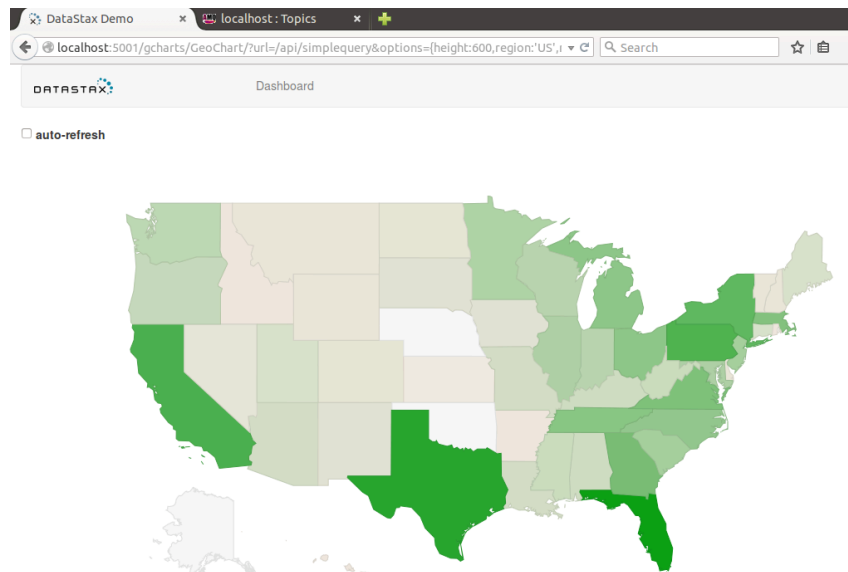 DataStax Demo × localhost : Topics ×
localhost:5001/gcharts/GeoChart/?url=/api/simplequery&options={height:600,region:'US',
Search
DATASTAX
Dashboard
auto-refresh